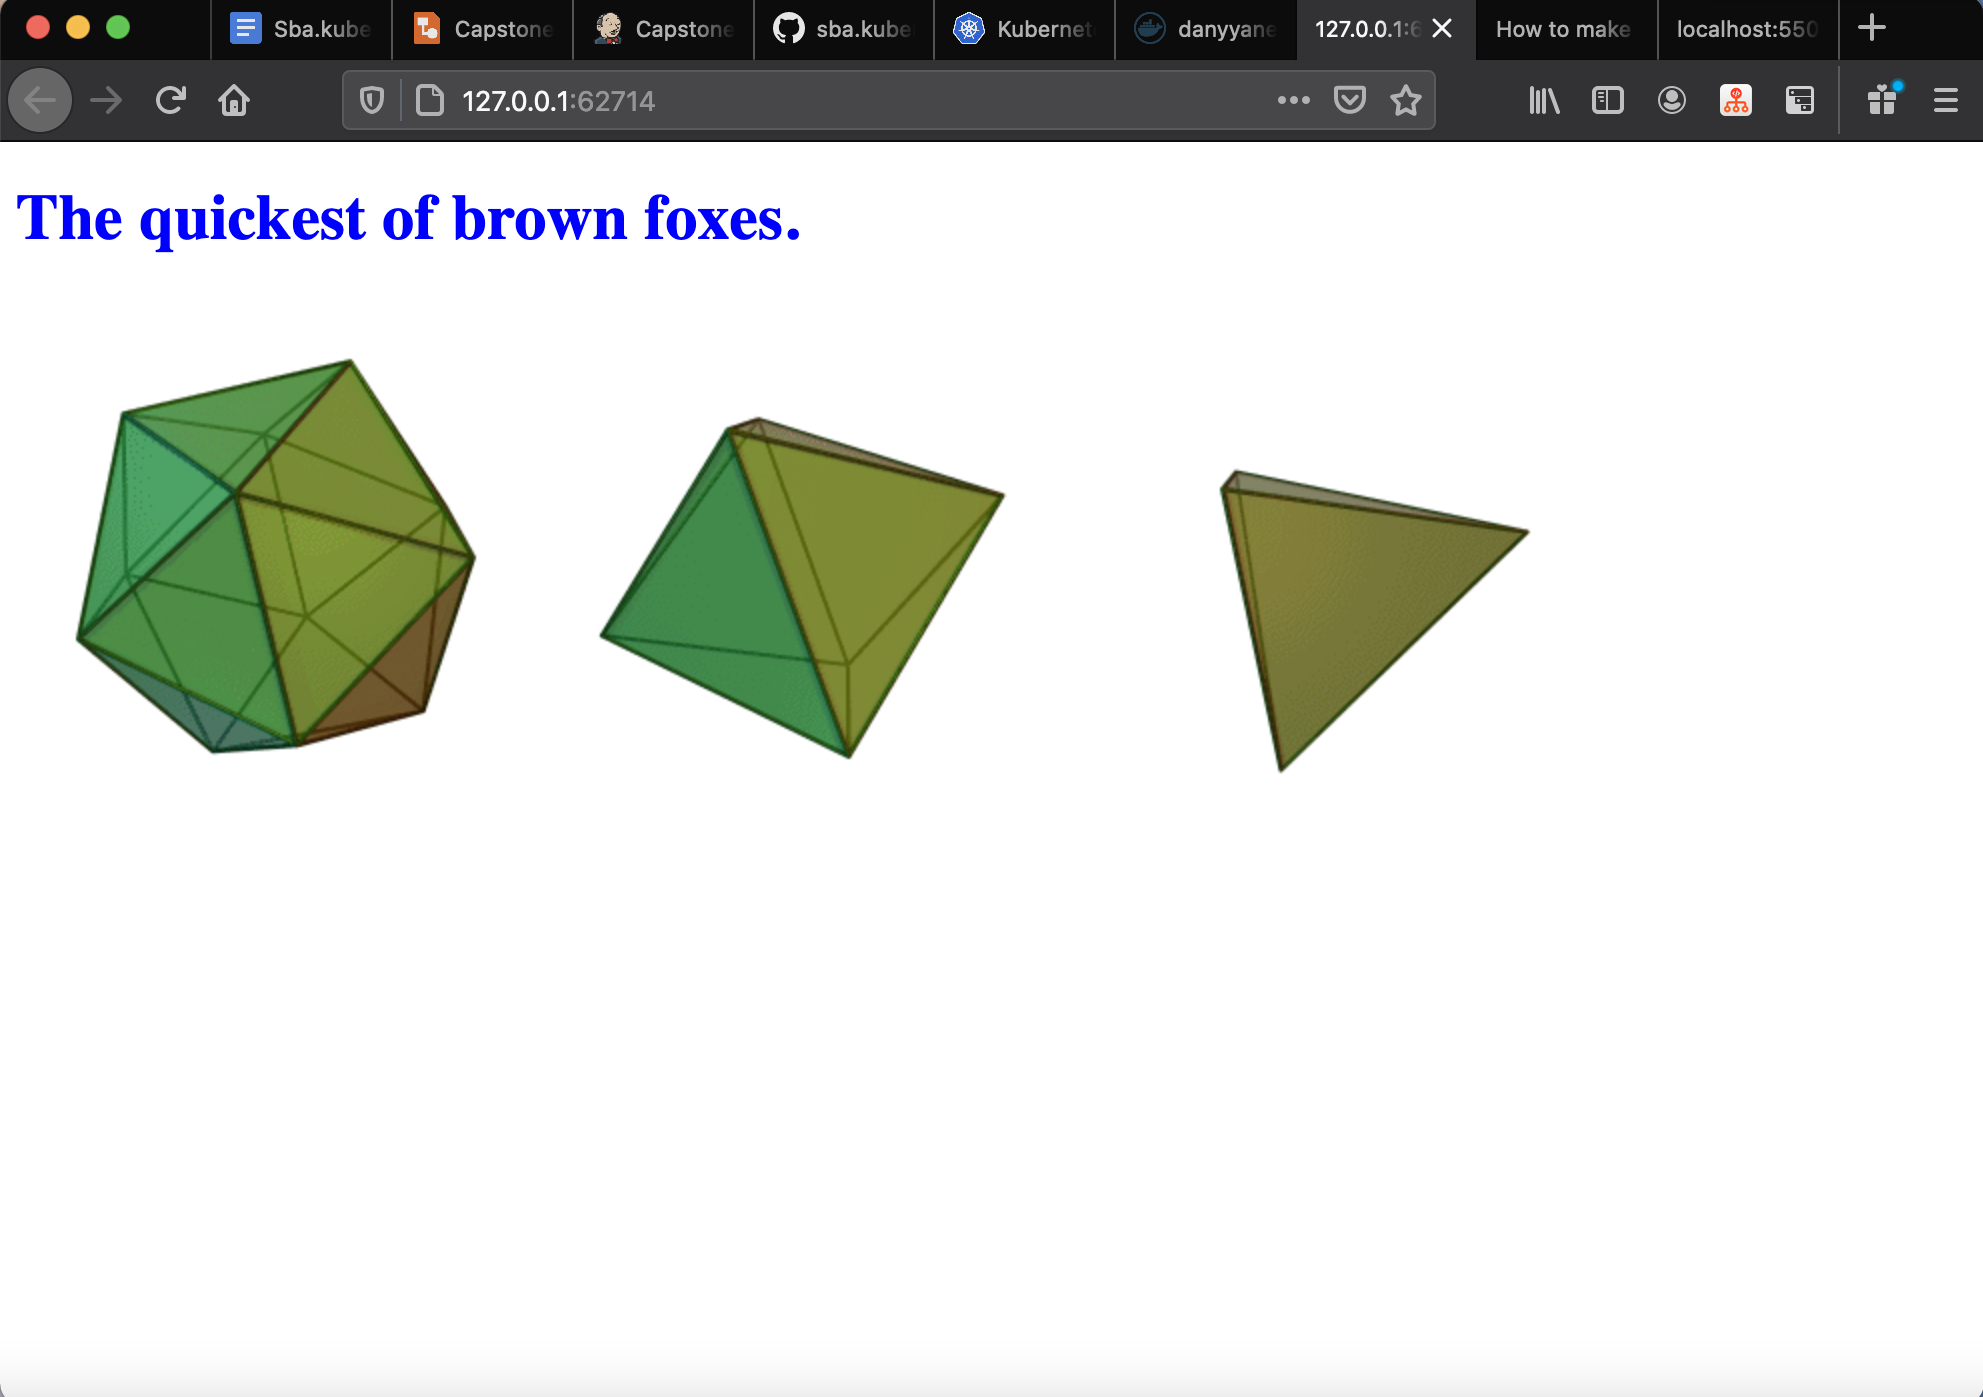 Sba.kube
Capstone
Capstone
sba.kube
Kubernet
danyyane
127.0.0.1:6
How to make
localhost:550
127.0.0.1:62714
The quickest of brown foxes.